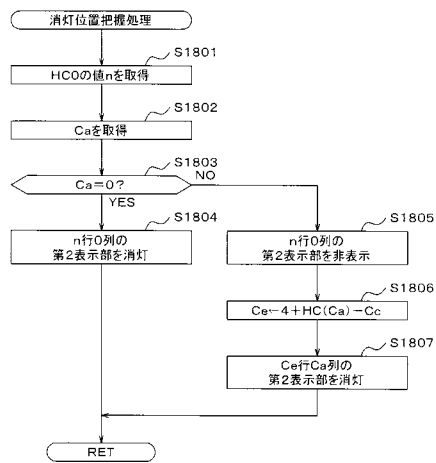 消灯位置把握処理
S1801
HC0の値nを取得
S1802
Caを取得
S1803
Ca=0?
NO
YES
S1804
n行0列の
第2表示部を消灯
S1805
n行0列の
第2表示部を非表示
S1806
Ce←4+HC(Ca)-Cc
S1807
Ce行Ca列の
第2表示部を消灯
RET